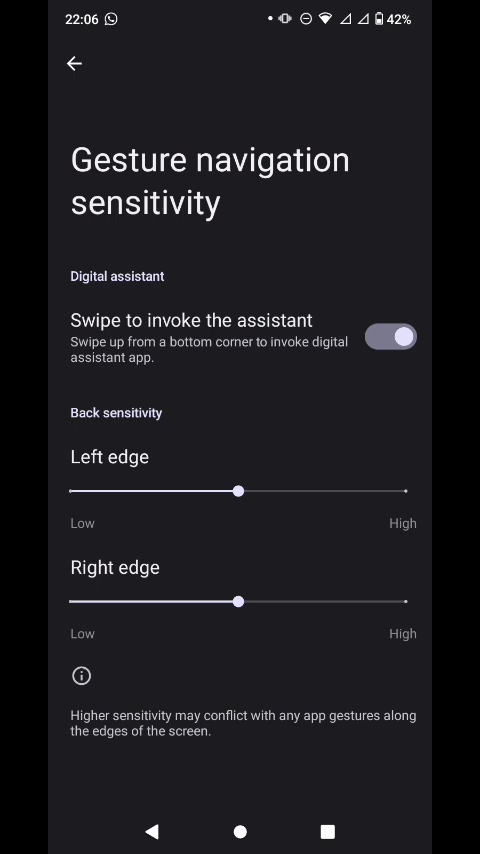 22:06
42%
Gesture navigation
sensitivity
Digital assistant
Swipe to invoke the assistant
Swipe up from a bottom corner to invoke digital
assistant app.
Back sensitivity
Left edge
Low High
Right edge
Low High
Higher sensitivity may conflict with any app gestures along
the edges of the screen.